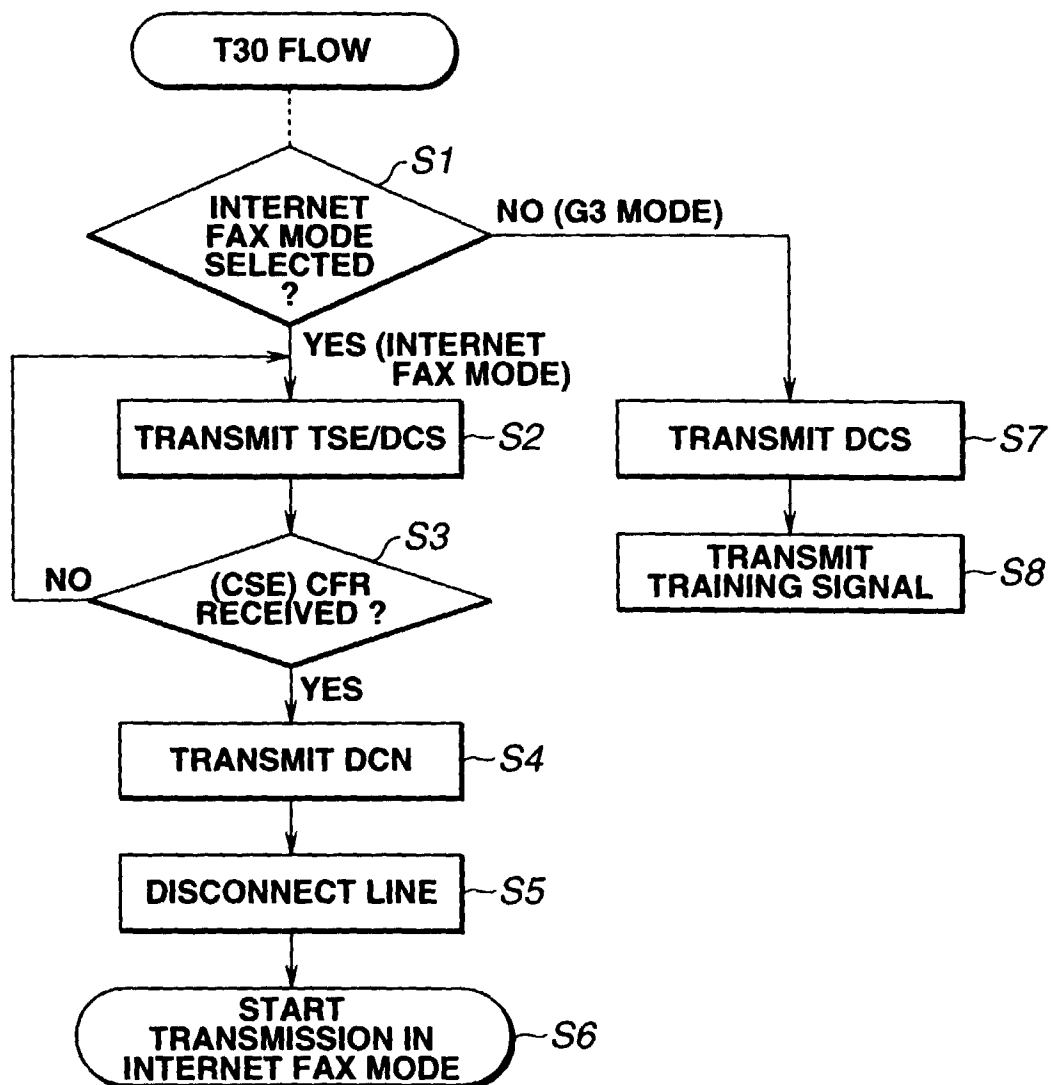 T30 FLOW
S1
INTERNET
FAX MODE
SELECTED
?
NO (G3 MODE)
YES (INTERNET
FAX MODE)
TRANSMIT TSE/DCS
S2
TRANSMIT DCS
S7
S3
NO
(CSE) CFR
RECEIVED ?
TRANSMIT
TRAINING SIGNAL
S8
YES
TRANSMIT DCN
S4
DISCONNECT LINE
S5
START
TRANSMISSION IN
INTERNET FAX MODE
S6